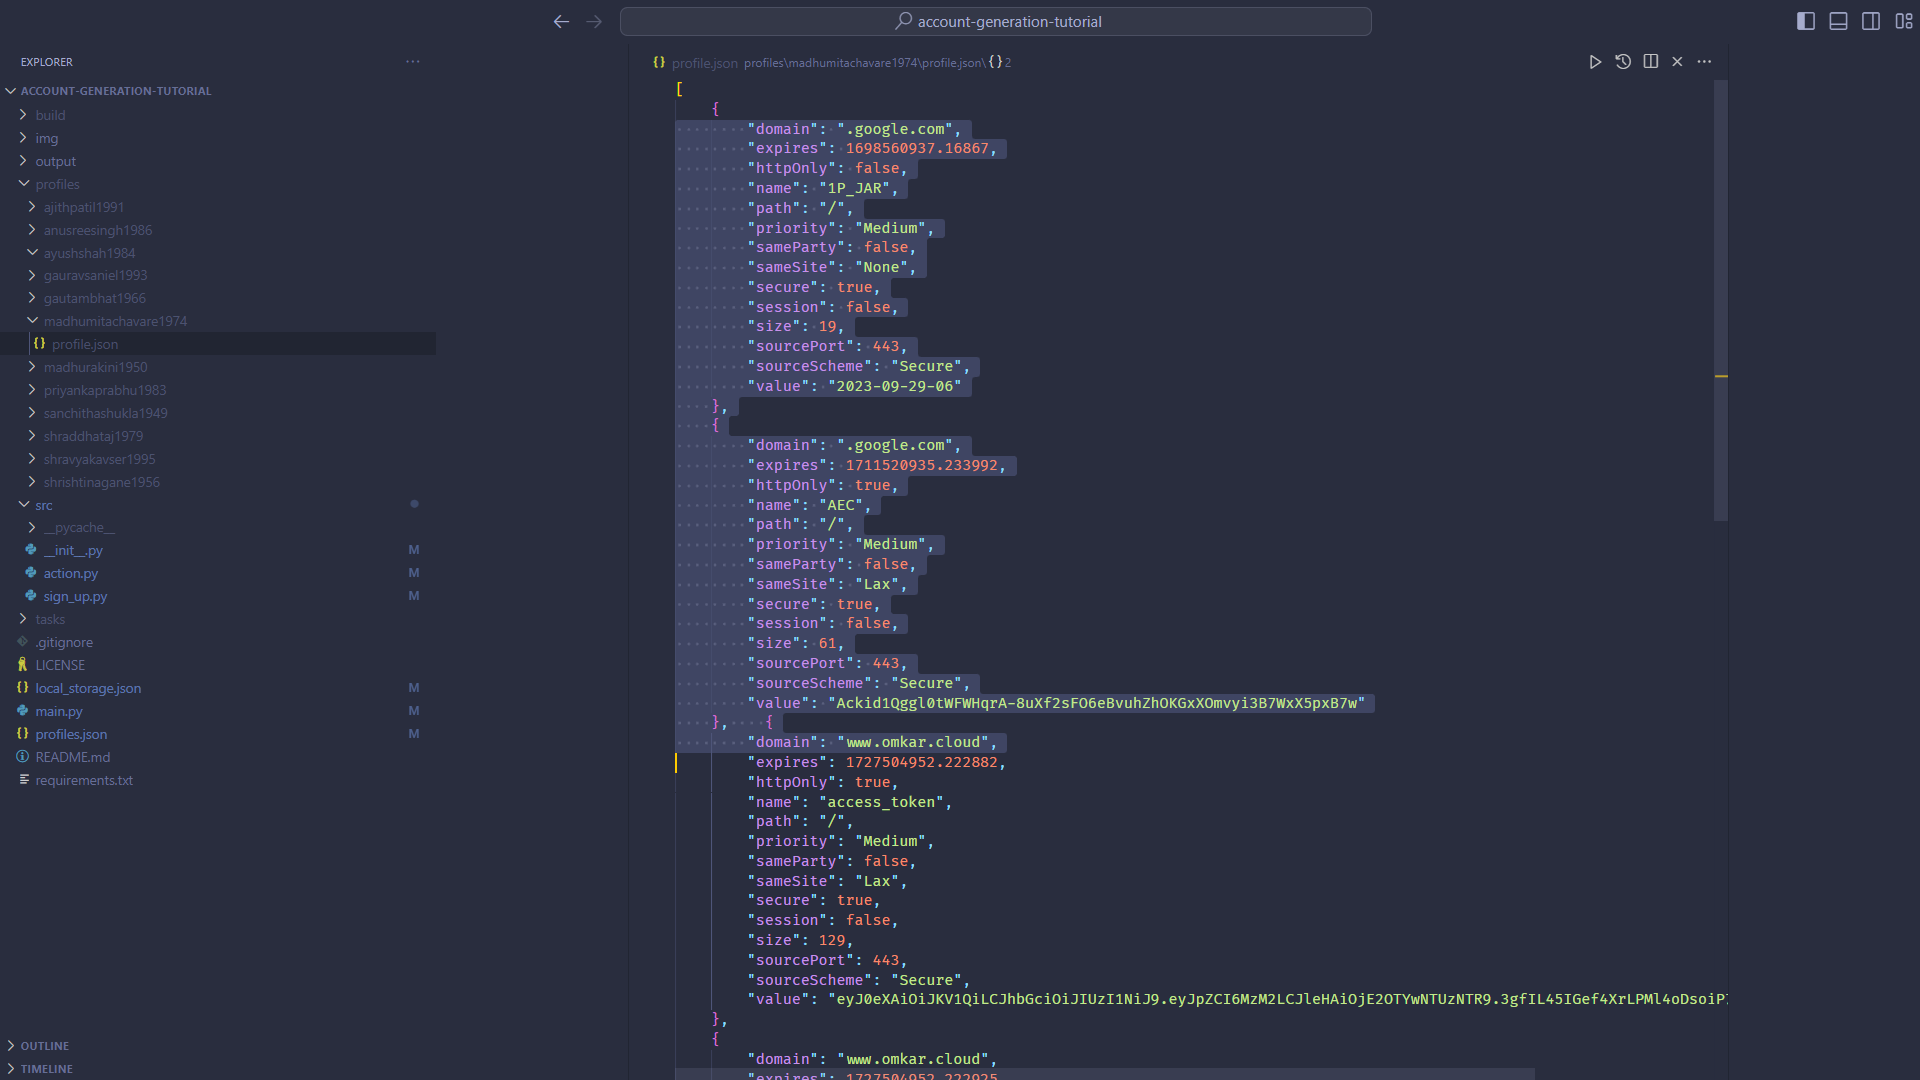 account-generation-tutorial
EXPLORER
ACCOUNT-GENERATION-TUTORIAL
build
img
output
profiles
ajithpatil1991
anusreesingh1986
ayushshah1984
gauravsaniel1993
gautambhat1966
madhumitachavare1974
{} profile.json
madhurakini1950
priyankaprabhu1983
sanchithashukla1949
shraddhataj1979
shravyakavser1995
shrishtinagane1956
src
__pycache__
__init__.py M
action.py M
sign_up.py M
tasks
.gitignore
LICENSE
{} local_storage.json M
main.py M
{} profiles.json M
README.md
requirements.txt
OUTLINE
TIMELINE
{} profile.json profiles\madhumitachavare1974\profile.json\{}2
[
{
"domain": ".google.com",
"expires": 1698560937.16867,
"httpOnly": false,
"name": "1P_JAR",
"path": "/",
"priority": "Medium",
"sameParty": false,
"sameSite": "None",
"secure": true,
"session": false,
"size": 19,
"sourcePort": 443,
"sourceScheme": "Secure",
"value": "2023-09-29-06"
},
{
"domain": ".google.com",
"expires": 1711520935.233992,
"httpOnly": true,
"name": "AEC",
"path": "/",
"priority": "Medium",
"sameParty": false,
"sameSite": "Lax",
"secure": true,
"session": false,
"size": 61,
"sourcePort": 443,
"sourceScheme": "Secure",
"value": "Ackid1Qggl0tWFWHqrA-8uXf2sFO6eBvuhZhOKGxXOmvyi3B7WxX5pxB7w"
}, {
"domain": "www.omkar.cloud",
"expires": 1727504952.222882,
"httpOnly": true,
"name": "access_token",
"path": "/",
"priority": "Medium",
"sameParty": false,
"sameSite": "Lax",
"secure": true,
"session": false,
"size": 129,
"sourcePort": 443,
"sourceScheme": "Secure",
"value": "eyJ0eXAiOiJKV1QiLCJhbGciOiJIUzI1NiJ9.eyJpZCI6MzM2LCJleHAiOjE2OTYwNTUzNTR9.3gfIL45IGef4XrLPMl4oDsoiP
},
{
"domain": "www.omkar.cloud",
"expires": 1727504952.222925